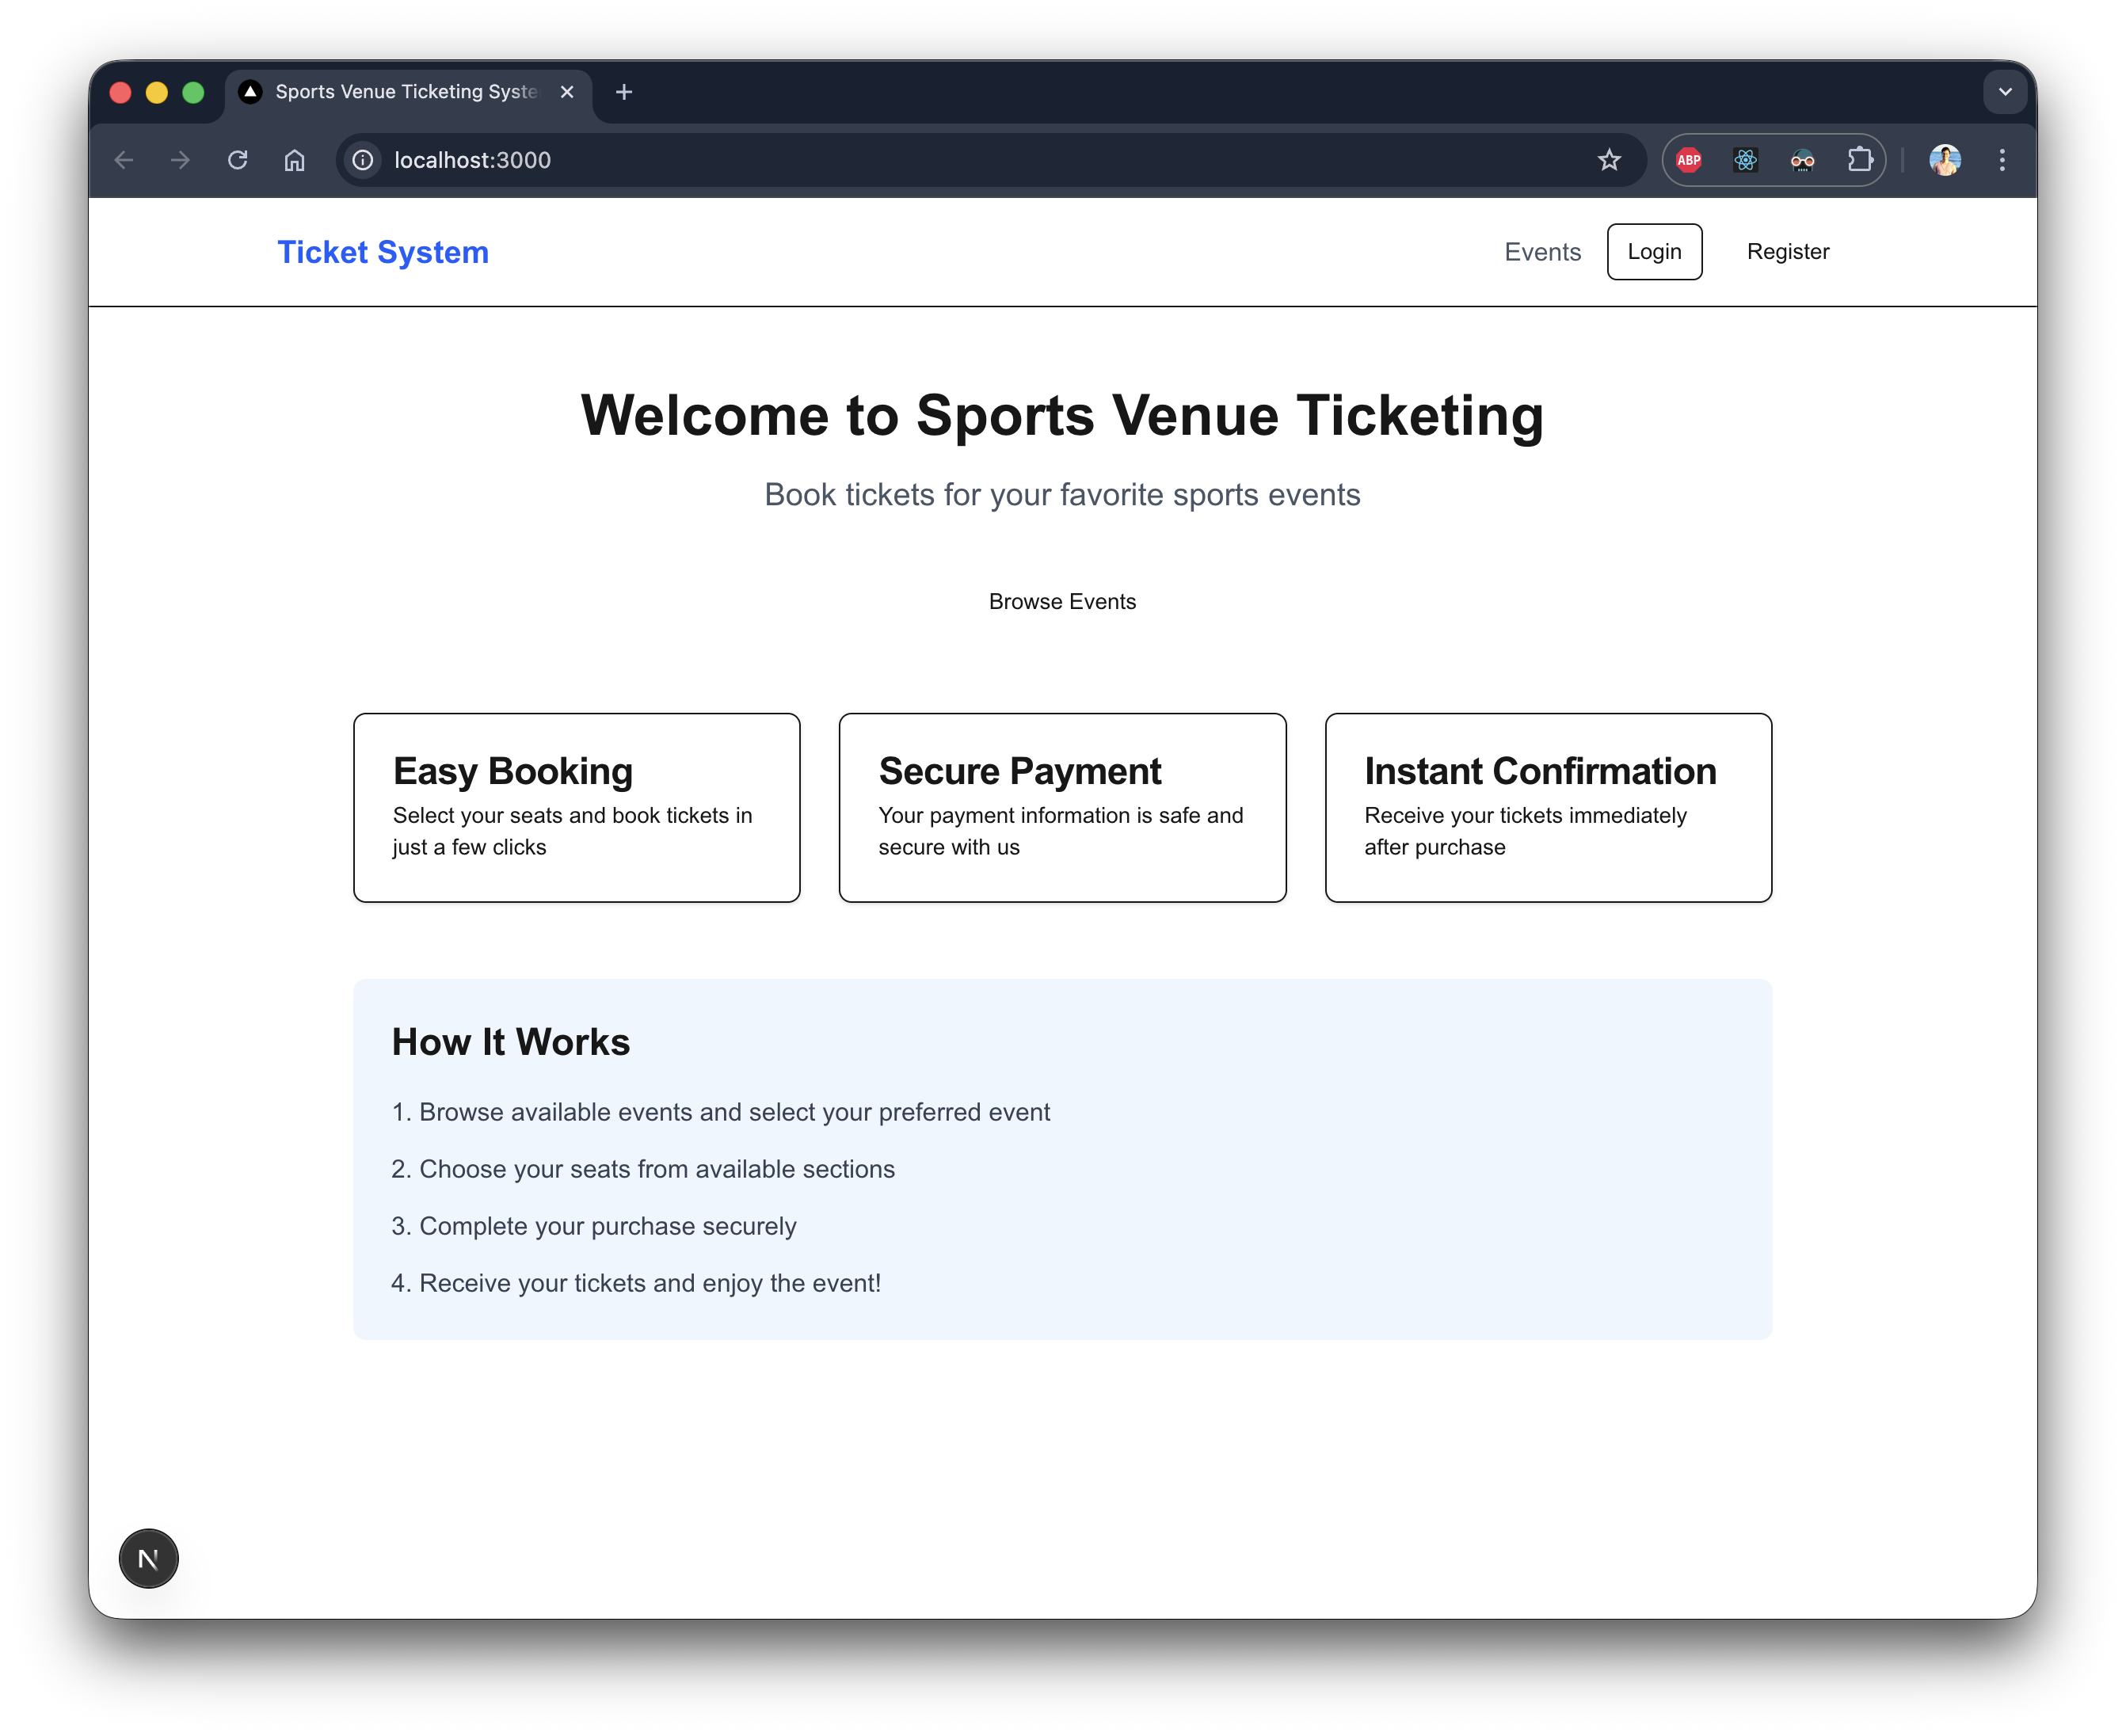 Sports Venue Ticketing Syste
localhost:3000
ABP
Ticket System
Events
Login
Register
Welcome to Sports Venue Ticketing
Book tickets for your favorite sports events
Browse Events
Easy Booking
Select your seats and book tickets in
just a few clicks
Secure Payment
Your payment information is safe and
secure with us
Instant Confirmation
Receive your tickets immediately
after purchase
How It Works
1. Browse available events and select your preferred event
2. Choose your seats from available sections
3. Complete your purchase securely
4. Receive your tickets and enjoy the event!
N